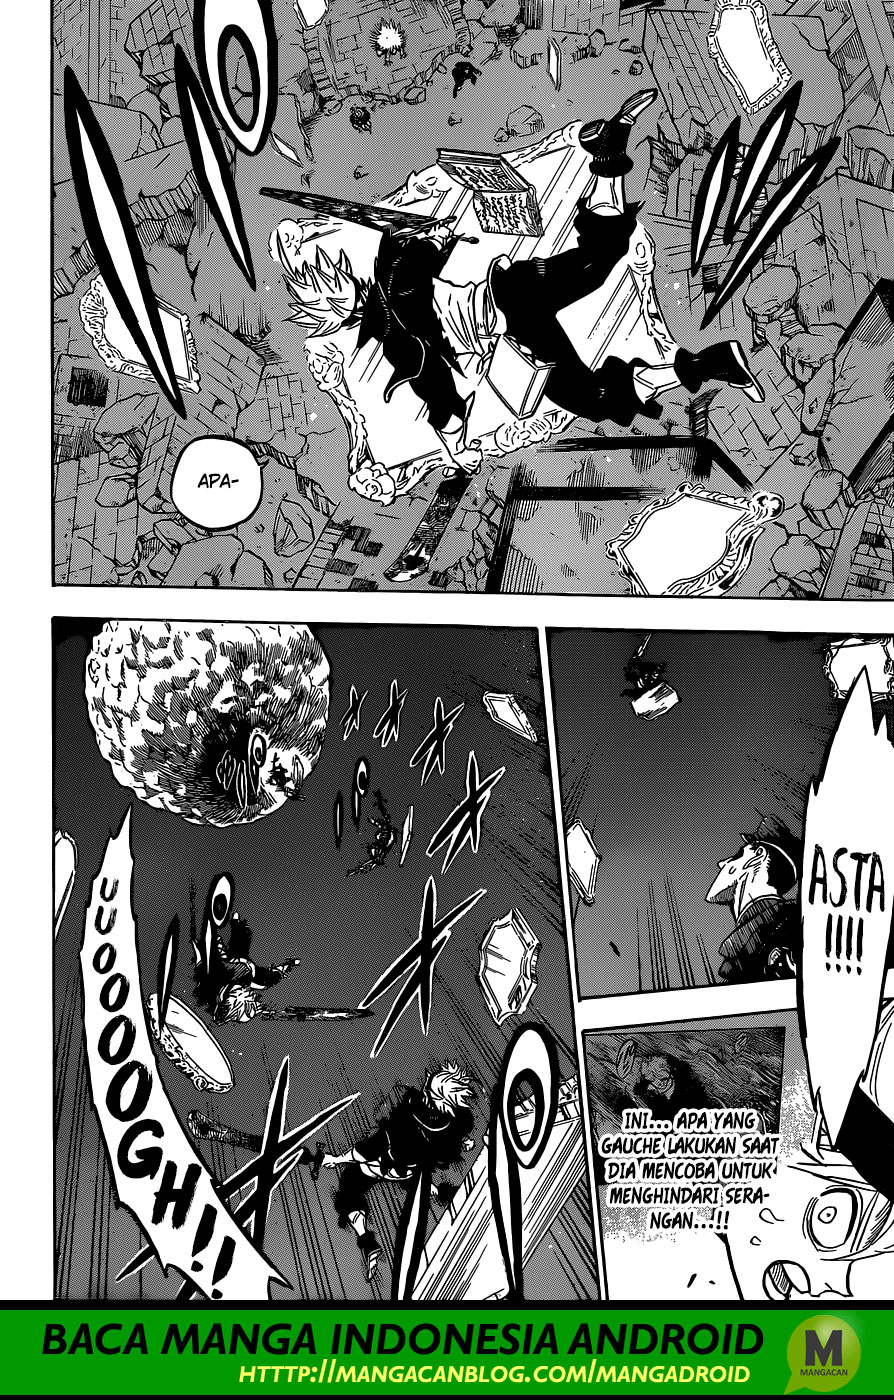 APA-
ASTA
!!!!
INI... APA YANG
GAUCHE LAKUKAN SAAT
DIA MENCOBA UNTUK
MENGHINDARI SERA-
NGAN...!!
UUOOOOGH!!
BACA MANGA INDONESIA ANDROID
HTTTP://MANGACANBLOG.COM/MANGADROID
M
MANGACAN